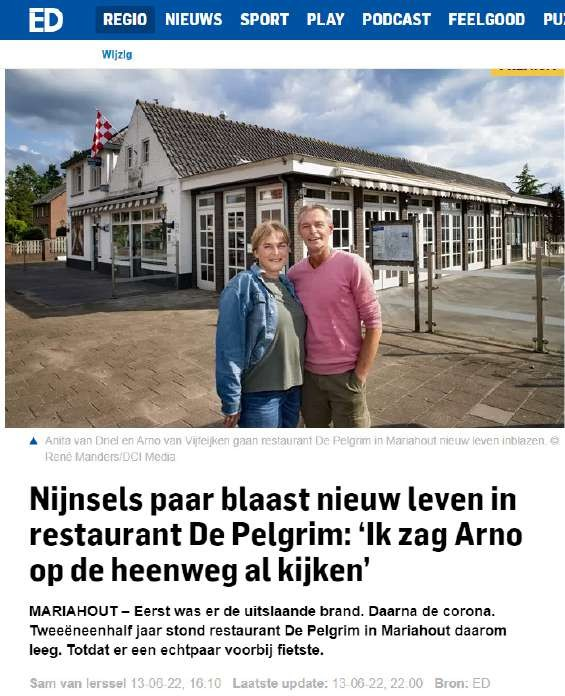 ED REGIO NIEUWS SPORT PLAY PODCAST FEELGOOD PU
Wijzig
▲ Anita van Driel en Arno van Vijfeijken gaan restaurant De Pelgrim in Mariahout nieuw leven inblazen. ©
René Manders/DCI Media
Nijnsels paar blaast nieuw leven in
restaurant De Pelgrim: ‘Ik zag Arno
op de heenweg al kijken’
MARIAHOUT – Eerst was er de uitslaande brand. Daarna de corona.
Tweeëneenhalf jaar stond restaurant De Pelgrim in Mariahout daarom
leeg. Totdat er een echtpaar voorbij fietste.
Sam van Ierssel 13-06-22, 16:10 Laatste update: 13-06-22, 22:00 Bron: ED